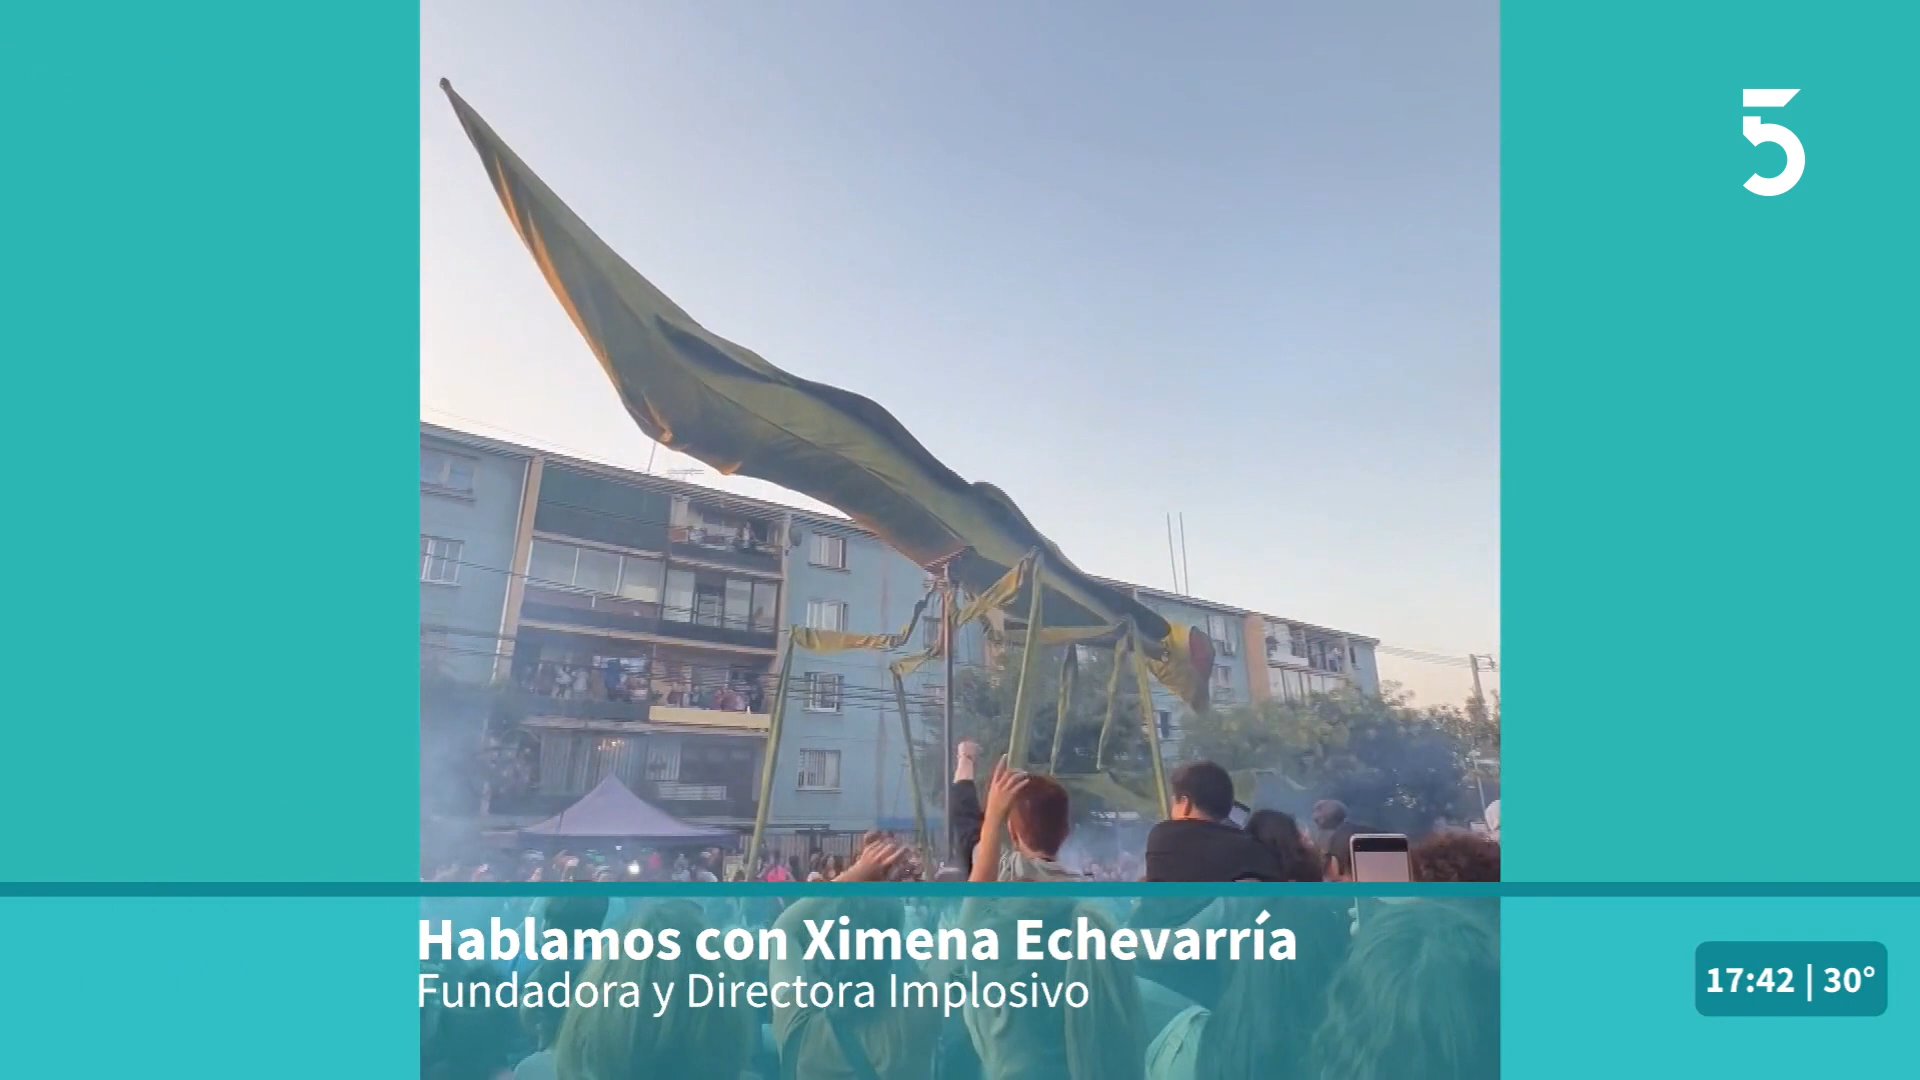 5
Hablamos con Ximena Echevarría
Fundadora y Directora Implosivo
17:42 | 30°